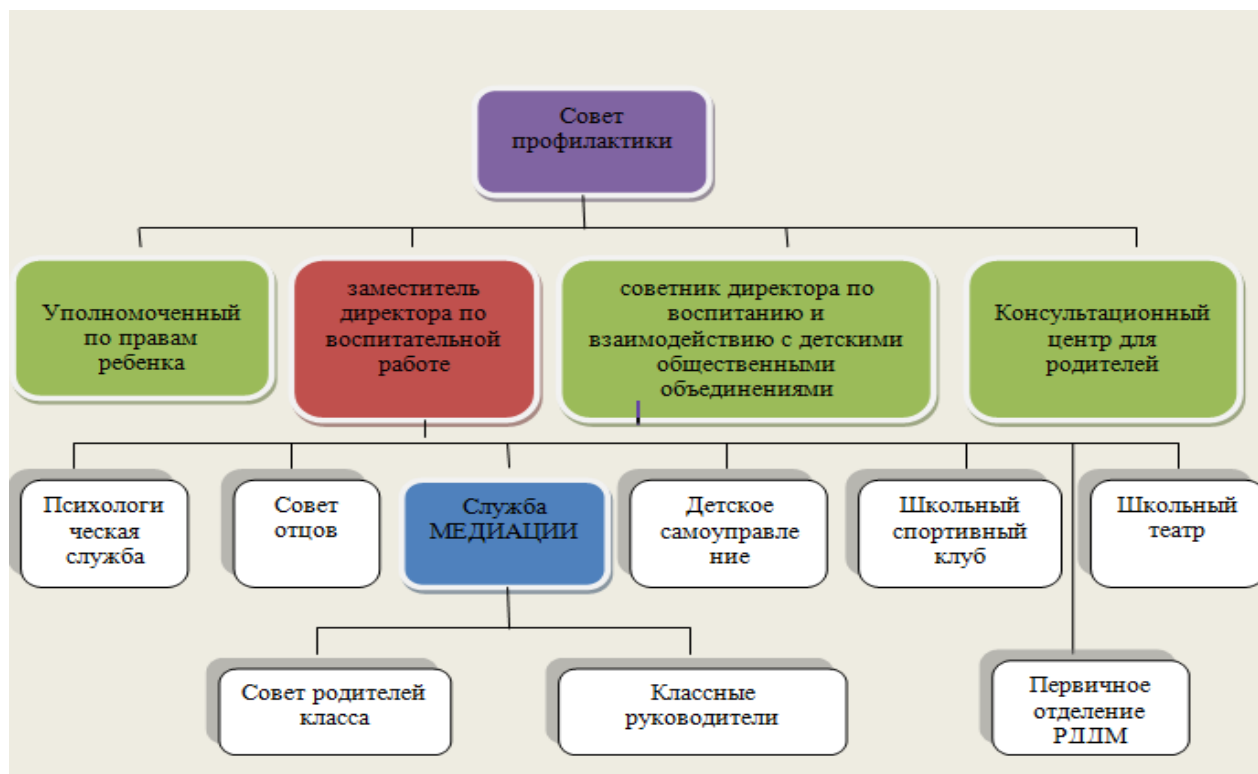 Совет
профилактики
Уполномоченный
по правам
ребенка
заместитель
директора по
воспитательной
работе
советник директора по
воспитанию и
взаимодействию с детскими
общественными
объединениями
Консультационный
центр для
родителей
Психологи
ческая
служба
Совет
отцов
Служба
МЕДИАЦИИ
Детское
самоуправле
ние
Школьный
спортивный
клуб
Школьный
театр
Совет родителей
класса
Классные
руководители
Первичное
отделение
РДДМ